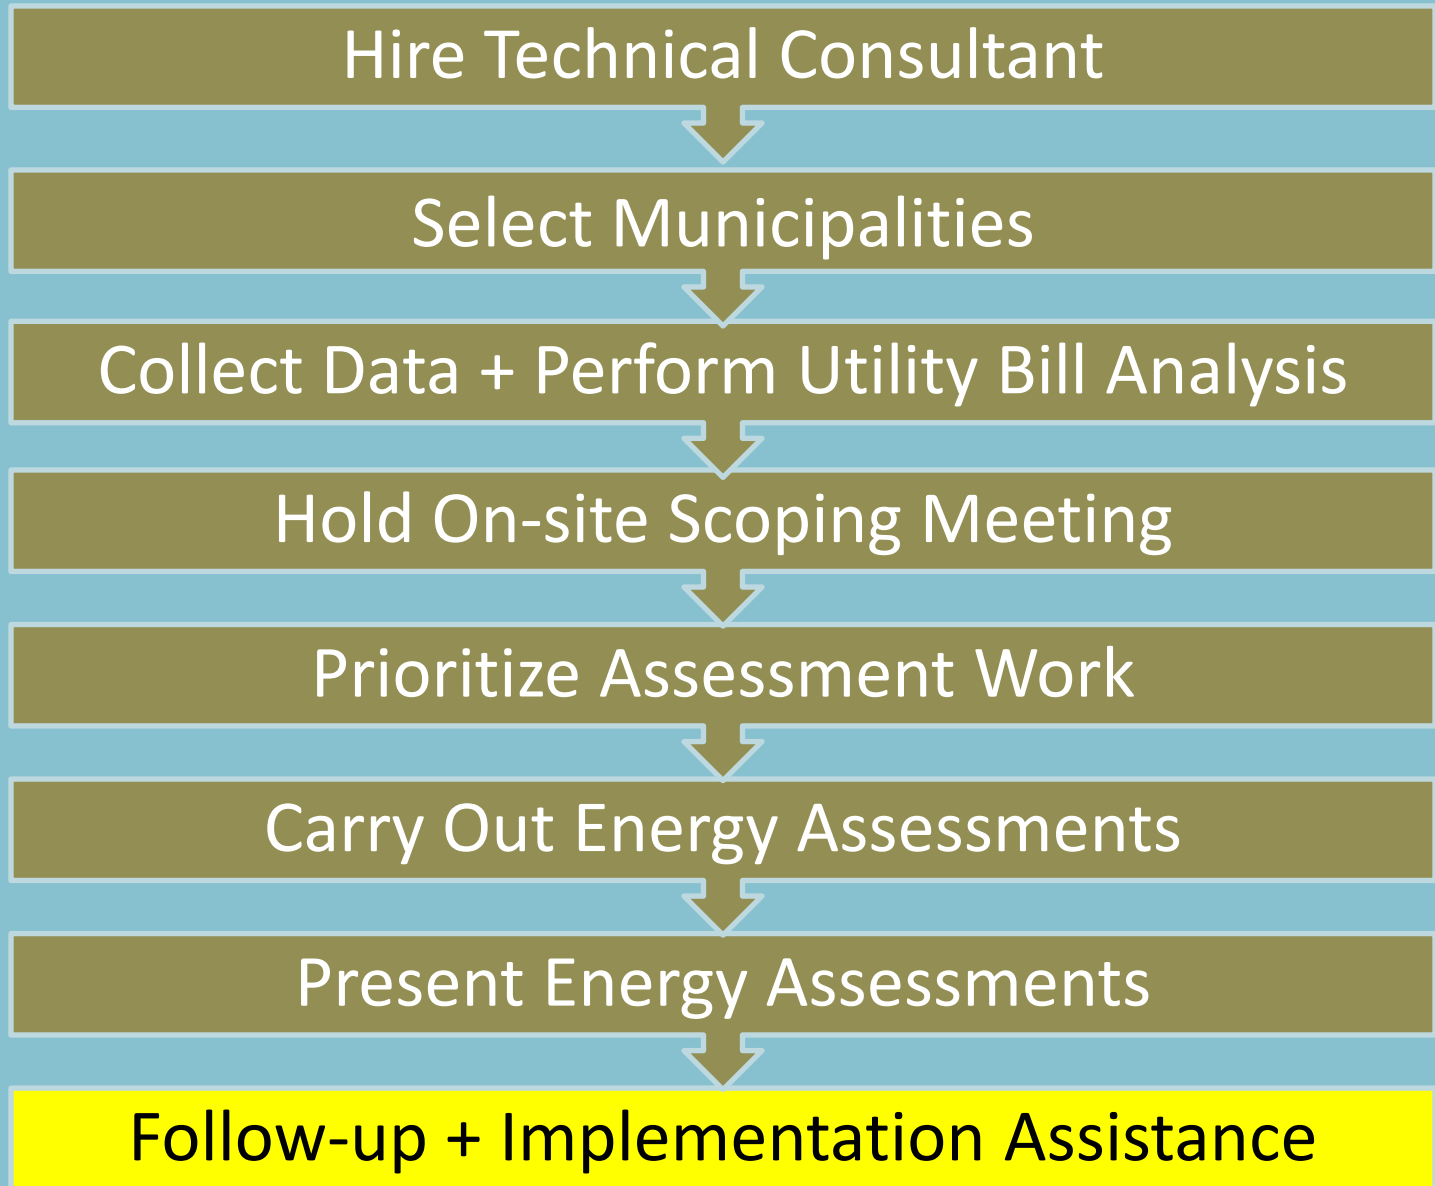 Hire Technical Consultant
Select Municipalities
Collect Data + Perform Utility Bill Analysis
Hold On-site Scoping Meeting
Prioritize Assessment Work
Carry Out Energy Assessments
Present Energy Assessments
Follow-up + Implementation Assistance